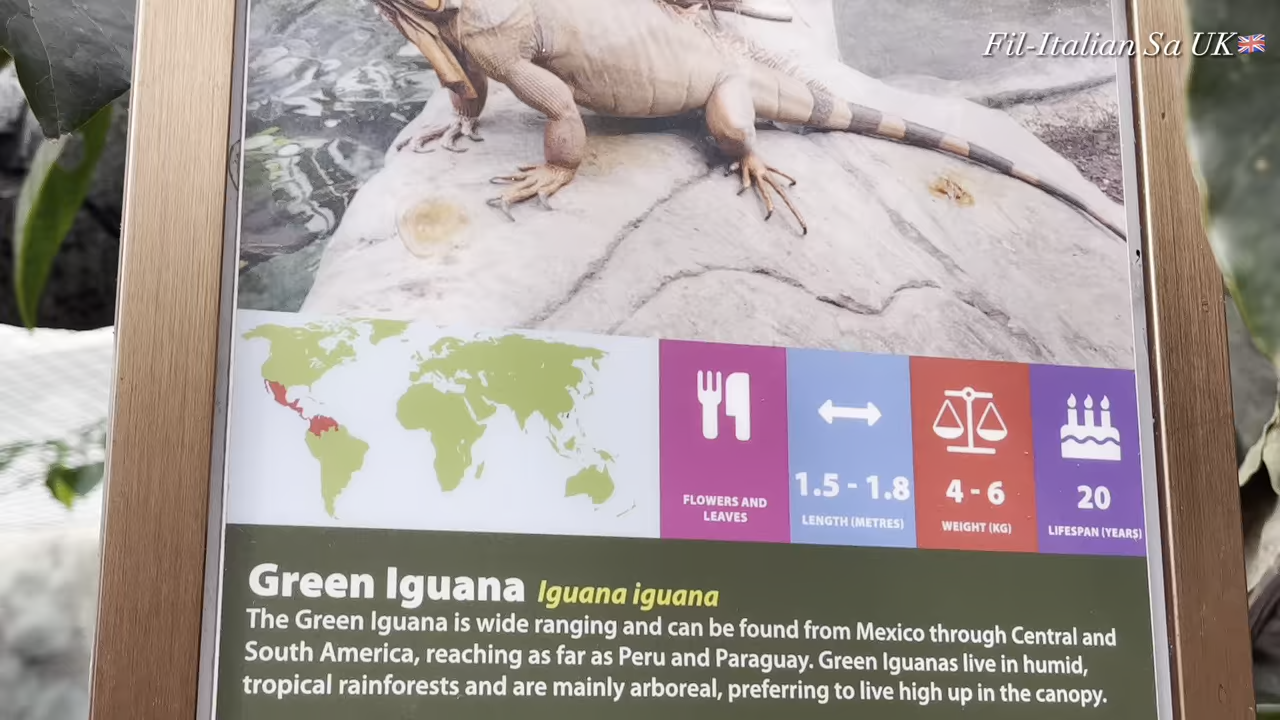 Fil-Italian Sa UK🇬🇧
FLOWERS AND
LEAVES
1.5 - 1.8
LENGTH (METRES)
4 - 6
WEIGHT (KG)
20
LIFESPAN (YEARS)
Green Iguana Iguana iguana
The Green Iguana is wide ranging and can be found from Mexico through Central and
South America, reaching as far as Peru and Paraguay. Green Iguanas live in humid,
tropical rainforests and are mainly arboreal, preferring to live high up in the canopy.